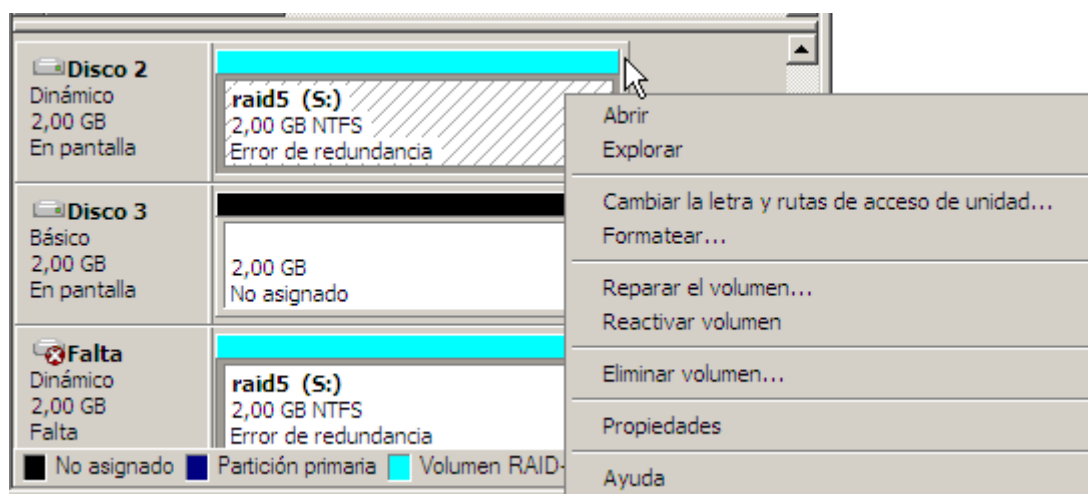 Disco 2
Dinámico
2,00 GB
En pantalla
raid5 (S:)
2,00 GB NTFS
Error de redundancia
Disco 3
Básico
2,00 GB
En pantalla
2,00 GB
No asignado
Falta
Dinámico
2,00 GB
Falta
raid5 (S:)
2,00 GB NTFS
Error de redundancia
No asignado Partición primaria Volumen RAID-
Abrir
Explorar
Cambiar la letra y rutas de acceso de unidad...
Formatear...
Reparar el volumen...
Reactivar volumen
Eliminar volumen...
Propiedades
Ayuda